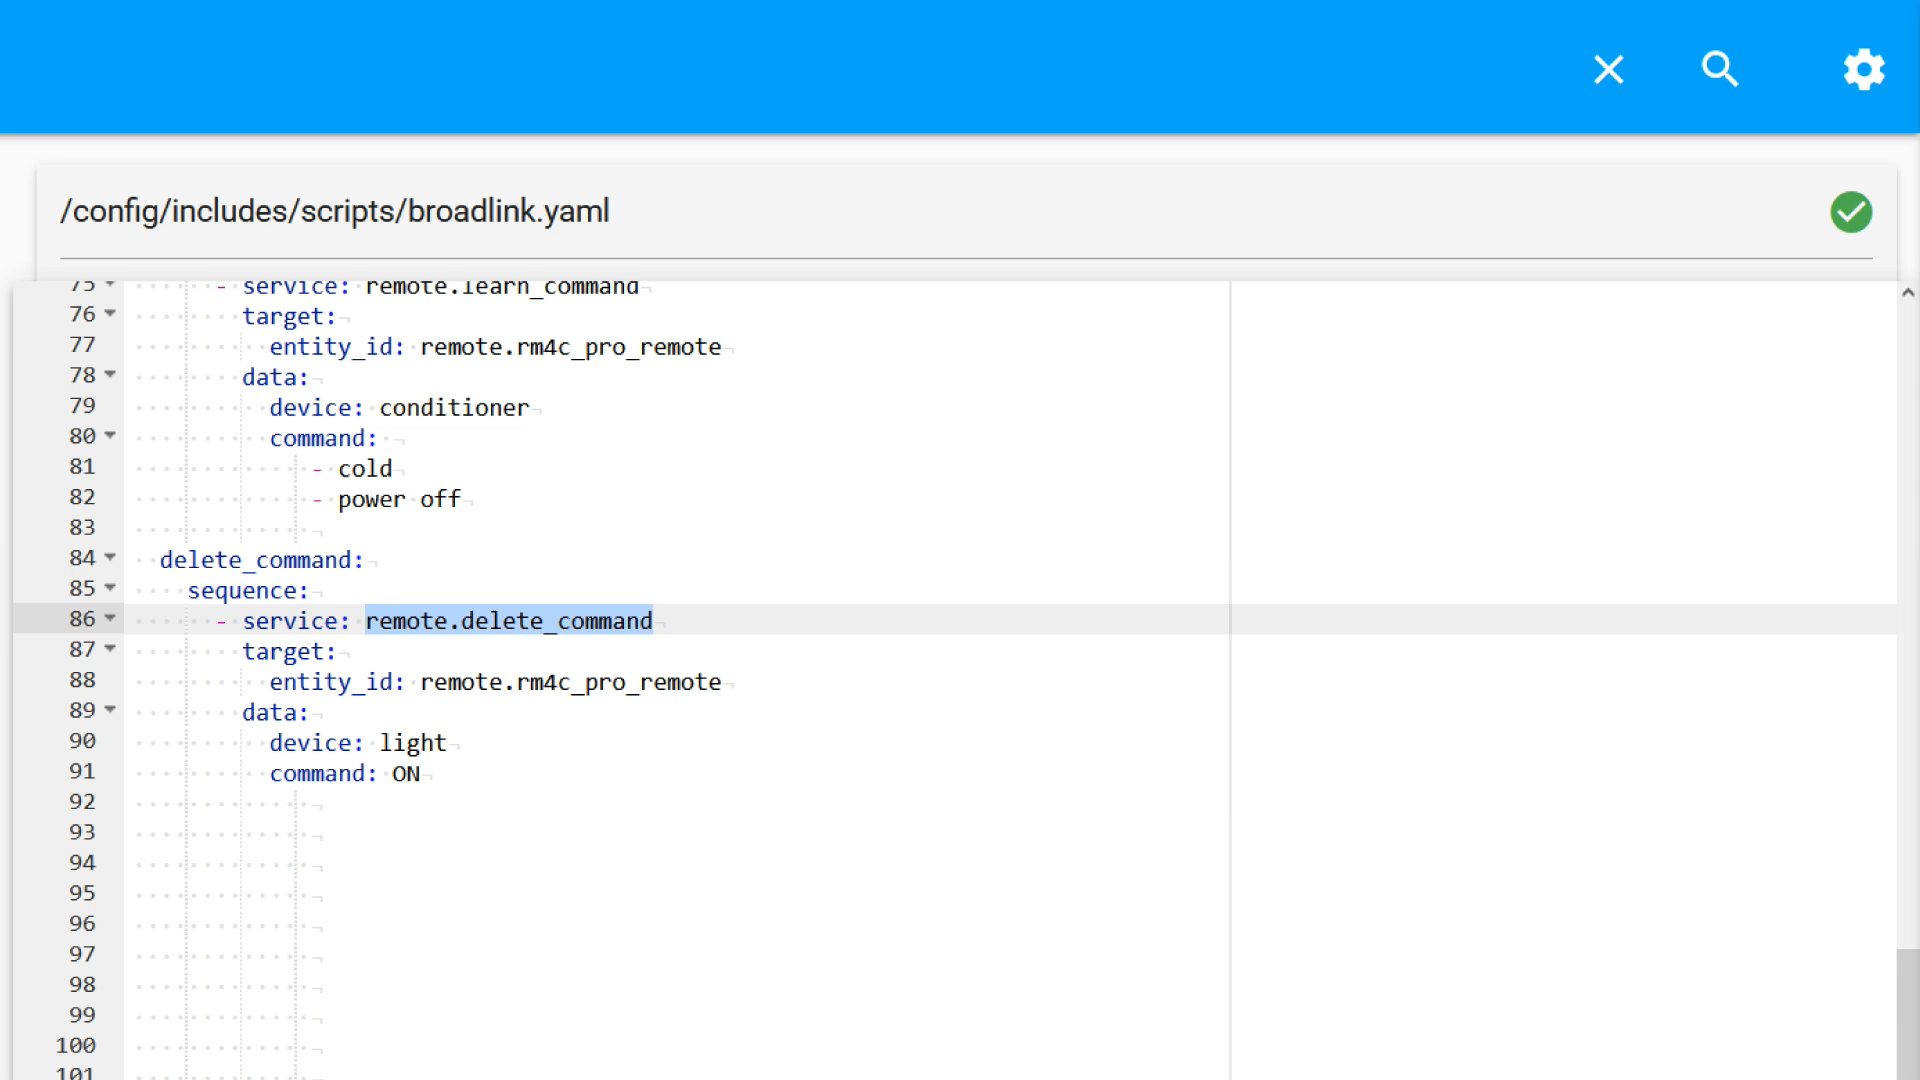 /config/includes/scripts/broadlink.yaml
75 - service: remote.learn_command
76 target:
77 entity_id: remote.rm4c_pro_remote
78 data:
79 device: conditioner
80 command:
81 - cold
82 - power off
83
84 delete_command:
85 sequence:
86 - service: remote.delete_command
87 target:
88 entity_id: remote.rm4c_pro_remote
89 data:
90 device: light
91 command: ON
92
93
94
95
96
97
98
99
100
101